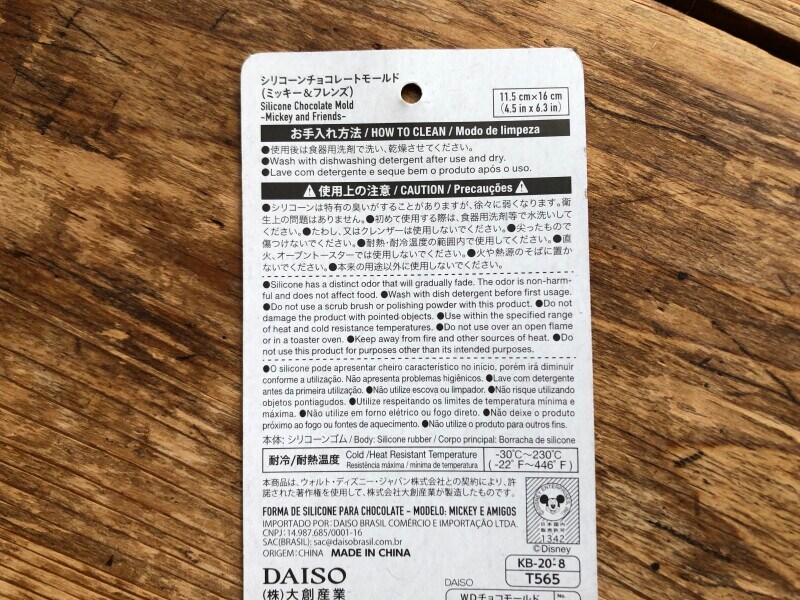 シリコーンチョコレートモールド
(ミッキー＆フレンズ)
Silicone Chocolate Mold
-Mickey and Friends-
11.5 cm×16 cm
(4.5 in x 6.3 in)
お手入れ方法 / HOW TO CLEAN / Modo de limpeza
●使用後は食器用洗剤で洗い、乾燥させてください。
●Wash with dishwashing detergent after use and dry.
●Lave com detergente e seque bem o produto após o uso.
⚠ 使用上の注意 / CAUTION / Precauções ⚠
●シリコーンは特有の臭いがすることがありますが、徐々に弱くなります。衛
生上の問題はありません。●初めて使用する際は、食器用洗剤等で水洗いして
ください。●たわし、又はクレンザーは使用しないでください。●尖ったもので
傷つけないでください。●耐熱・耐冷温度の範囲内で使用してください。●直
火、オーブントースターでは使用しないでください。●火や熱源のそばに置か
ないでください。●本来の用途以外に使用しないでください。
●Silicone has a distinct odor that will gradually fade. The odor is non-harm-
ful and does not affect food. ●Wash with dish detergent before first usage.
●Do not use a scrub brush or polishing powder with this product. ●Do not
damage the product with pointed objects. ●Use within the specified range
of heat and cold resistance temperatures. ●Do not use over an open flame
or in a toaster oven. ●Keep away from fire and other sources of heat. ●Do
not use this product for purposes other than its intended purposes.
●O silicone pode apresentar cheiro característico no início, porém irá diminuir
conforme a utilização. Não apresenta problemas higiênicos. ●Lave com detergente
antes da primeira utilização. ●Não utilize escova ou limpador. ●Não risque utilizando
objetos pontiagudos. ●Utilize respeitando os limites de temperatura mínima e
máxima. ●Não utilize em forno elétrico ou fogo direto. ●Não deixe o produto
próximo ao fogo ou fontes de aquecimento. ●Não utilize o produto para outros fins.
本体: シリコーンゴム / Body: Silicone rubber / Corpo principal: Borracha de silicone
耐冷/耐熱温度 Cold /Heat Resistant Temperature
Resistência máxima / mínima de temperatura
-30℃～230℃
(-22°F～446°F)
本商品は、ウォルト・ディズニー・ジャパン株式会社との契約により、許
諾された著作権を使用して、株式会社大創産業が製造したものです。
FORMA DE SILICONE PARA CHOCOLATE – MODELO: MICKEY E AMIGOS
IMPORTADO POR: DAISO BRASIL COMÉRCIO E IMPORTAÇÃO LTDA.
CNPJ: 14.987.685/0001-16
SAC(BRASIL): sac@daisobrasil.com.br
ORIGEM: CHINA MADE IN CHINA
日本国内
販売許可
1342
©Disney
KB-20-8
DAISO
T565
DAISO
(株)大創産業
WDチョコモールド
No.